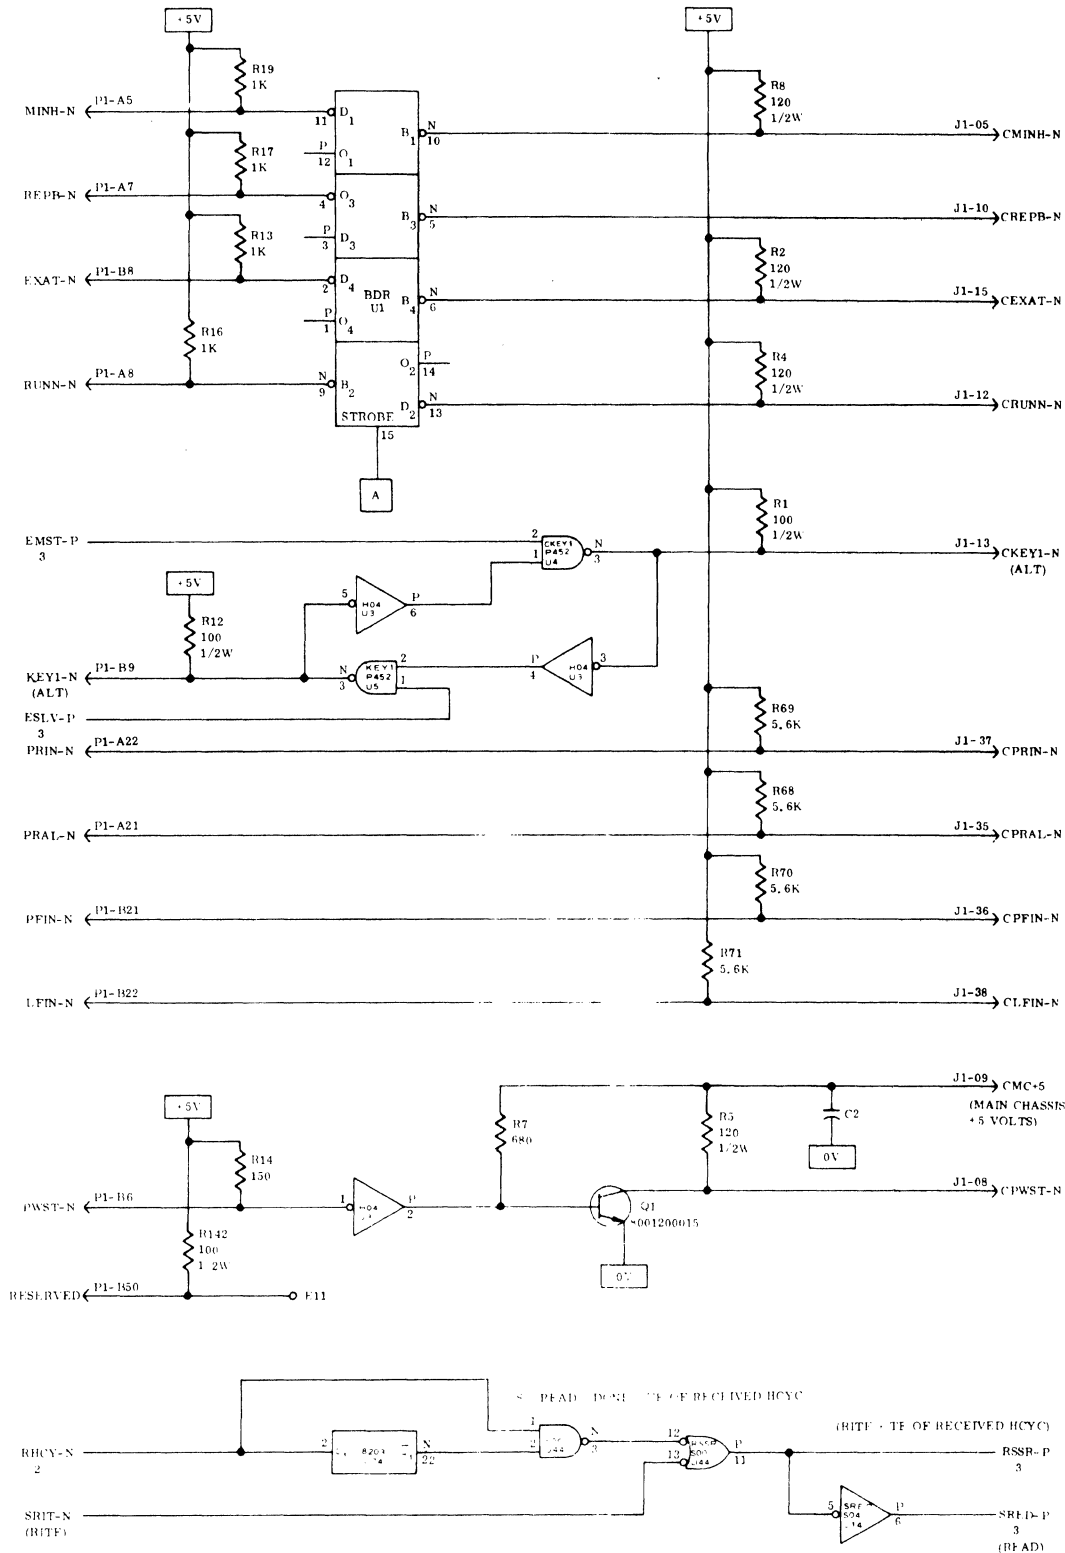 +5V
+5V
R19
1K
R8
120
1/2W
MINH-N
P1-A5
11
D1
B1
N
10
J1-05
CMINH-N
P
12
O1
R17
1K
REPB-N
P1-A7
4
O3
B3
N
5
J1-10
CREPB-N
P
3
D3
R13
1K
R2
120
1/2W
EXAT-N
P1-B8
2
D4
BDR
U1
B4
N
6
J1-15
CEXAT-N
P
1
O4
R16
1K
O2
P
14
R4
120
1/2W
RUNN-N
P1-A8
N
9
B2
D2
N
13
J1-12
CRUNN-N
STROBE
15
A
R1
100
1/2W
EMST-P
3
2
1
CKEY1
P452
U4
N
3
J1-13
CKEY1-N
(ALT)
+5V
5
H04
U3
P
6
R12
100
1/2W
KEY1-N
(ALT)
P1-B9
N
3
KEY1
P452
U5
2
1
P
4
H04
U3
3
ESLV-P
3
R69
5.6K
PRIN-N
P1-A22
J1-37
CPRIN-N
R68
5.6K
PRAL-N
P1-A21
J1-35
CPRAL-N
R70
5.6K
PFIN-N
P1-B21
J1-36
CPFIN-N
R71
5.6K
LFIN-N
P1-B22
J1-38
CLFIN-N
J1-09
CMC+5
(MAIN CHASSIS
+5 VOLTS)
+5V
R7
680
R5
120
1/2W
C2
0V
R14
150
PWST-N
P1-B6
1
H04
P
2
Q1
8001200015
J1-08
CPWST-N
R142
100
0V
RESERVED
P1-B50
E11
OF RECEIVED HCYC
(RITE · TE OF RECEIVED HCYC)
RHCY-N
2
2
8203
N
22
1
2
U44
N
3
12
13
RSSR
S00
U44
P
11
RSSR-P
3
SRIT-N
(RITE)
5
S04
P
6
SRED-P
3
(READ)